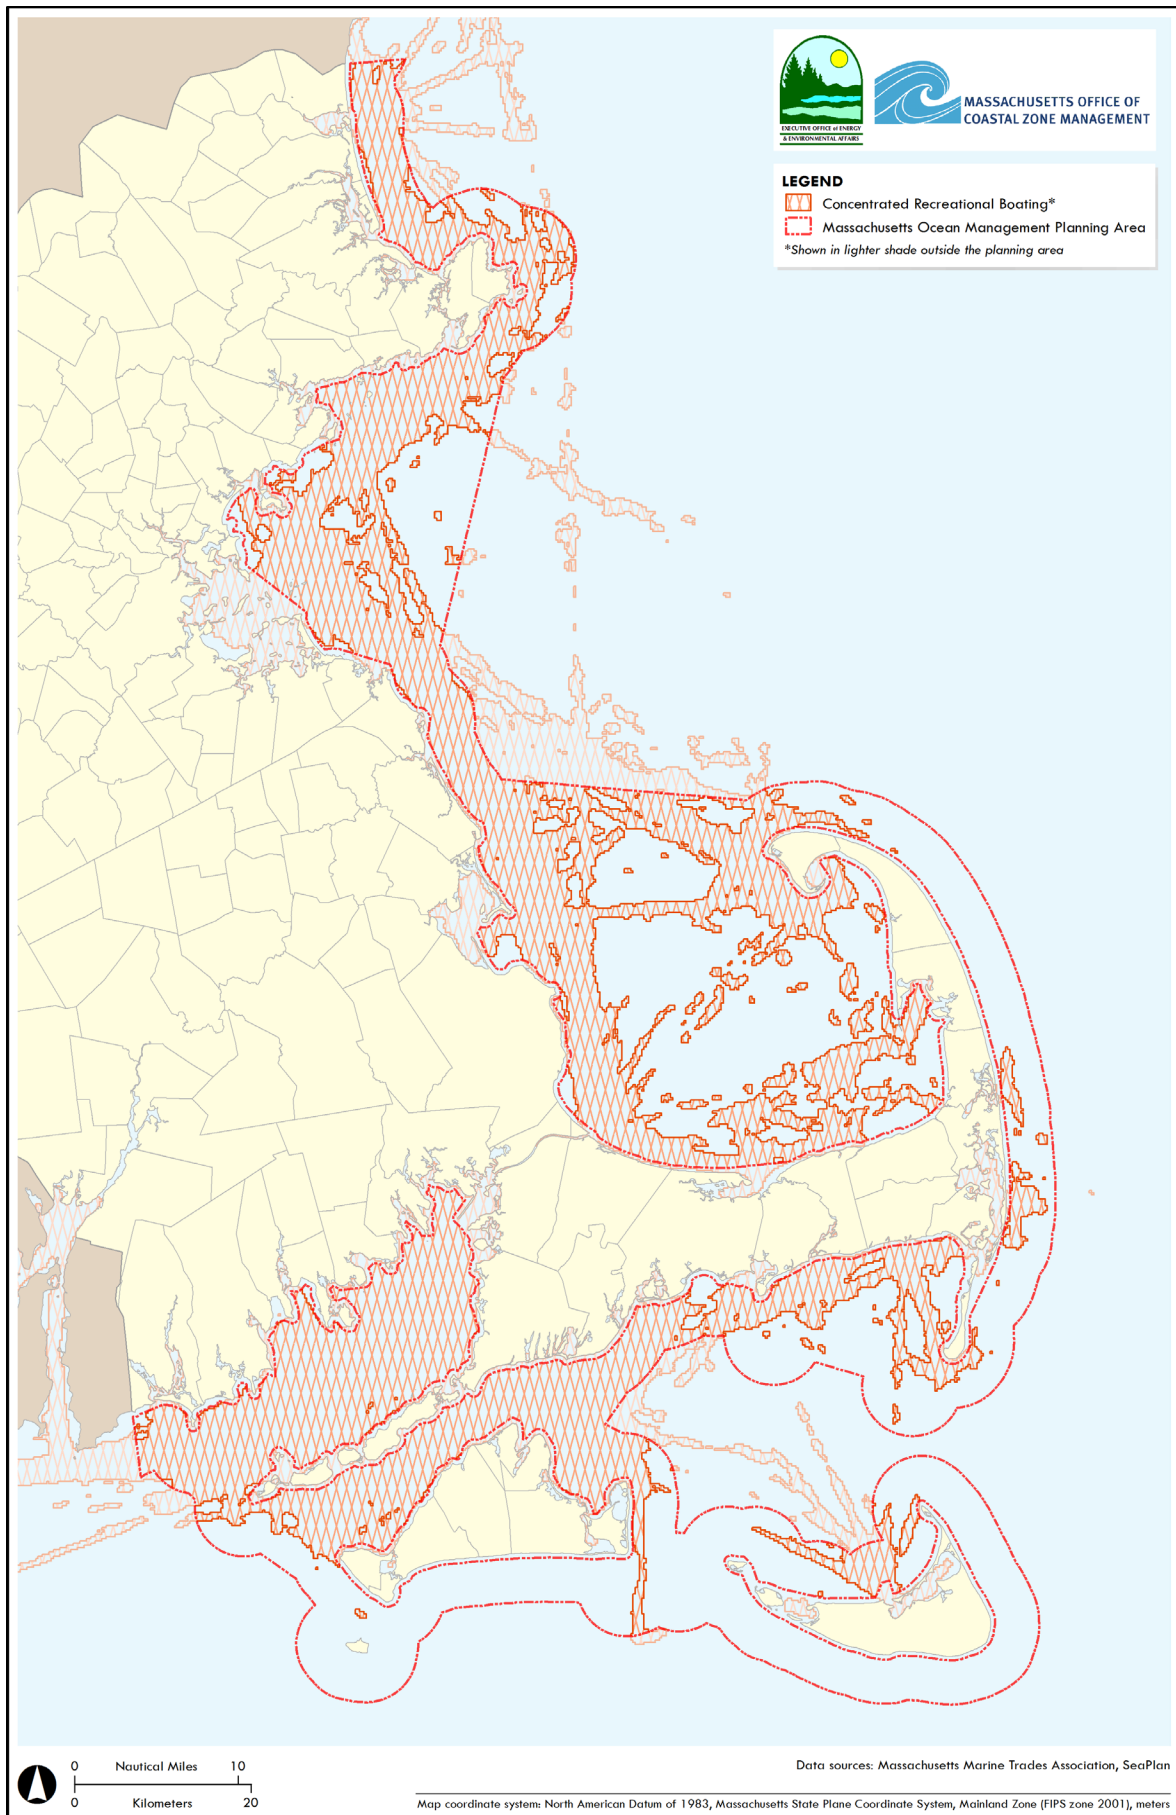 EXECUTIVE OFFICE of ENERGY
& ENVIRONMENTAL AFFAIRS
MASSACHUSETTS OFFICE OF
COASTAL ZONE MANAGEMENT
LEGEND
Concentrated Recreational Boating*
Massachusetts Ocean Management Planning Area
*Shown in lighter shade outside the planning area
0 Nautical Miles 10
0 Kilometers 20
Data sources: Massachusetts Marine Trades Association, SeaPlan
Map coordinate system: North American Datum of 1983, Massachusetts State Plane Coordinate System, Mainland Zone (FIPS zone 2001), meters